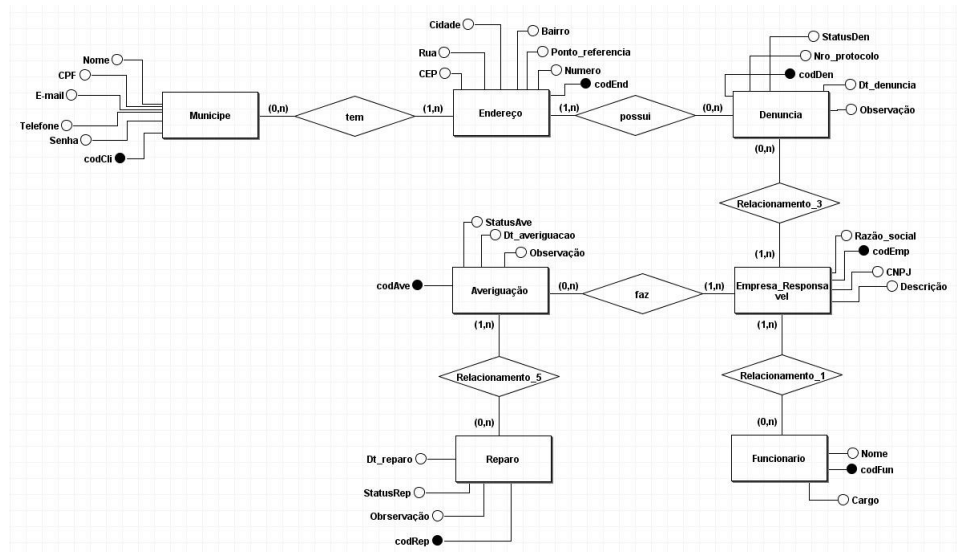 Cidade
Bairro
StatusDen
Nome
Rua
Ponto_referencia
Nro_protocolo
CPF
CEP
Numero
codDen
E-mail
codEnd
Dt_denuncia
(0,n)
(1,n)
(1,n)
(0,n)
Observação
Municipe
tem
Endereço
possui
Denuncia
Telefone
Senha
codCli
(0,n)
Relacionamento_3
StatusAve
Dt_averiguacao
Razão_social
Observação
(1,n)
codEmp
CNPJ
codAve
Averiguação
(0,n)
faz
(1,n)
Empresa_Responsa
vel
Descrição
(1,n)
(1,n)
Relacionamento_5
Relacionamento_1
(0,n)
(0,n)
Dt_reparo
Reparo
Funcionario
Nome
codFun
StatusRep
Cargo
Obrservação
codRep